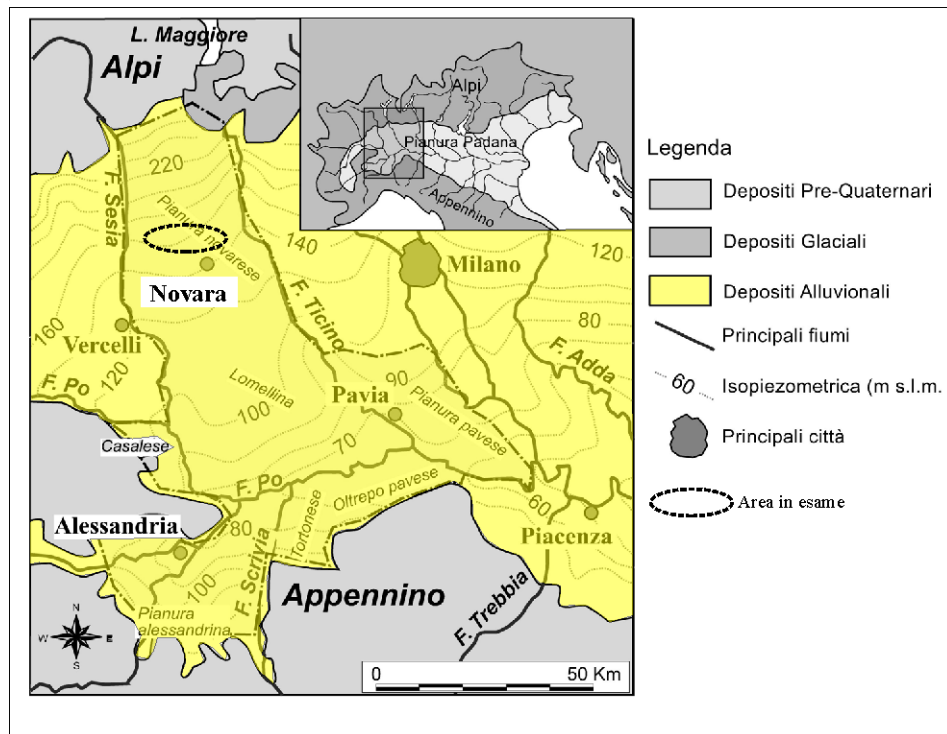 L. Maggiore
Alpi
220
F. Sesia
Pianura novarese
140
Novara
F. Ticino
Milano
120
160
Vercelli
80
F. Adda
F. Po
120
Lomellina
100
90
Pavia
Pianura pavese
70
Casalese
F. Po
Oltrepo pavese
60
Alessandria
80
Tortonese
Piacenza
F. Scrivia
100
Appennino
F. Trebbia
Pianura
alessandrina
N
W E
S
0 50 Km
Alpi
Pianura Padana
Appennino
Legenda
Depositi Pre-Quaternari
Depositi Glaciali
Depositi Alluvionali
Principali fiumi
60 Isopiezometrica (m s.l.m.
Principali città
Area in esame